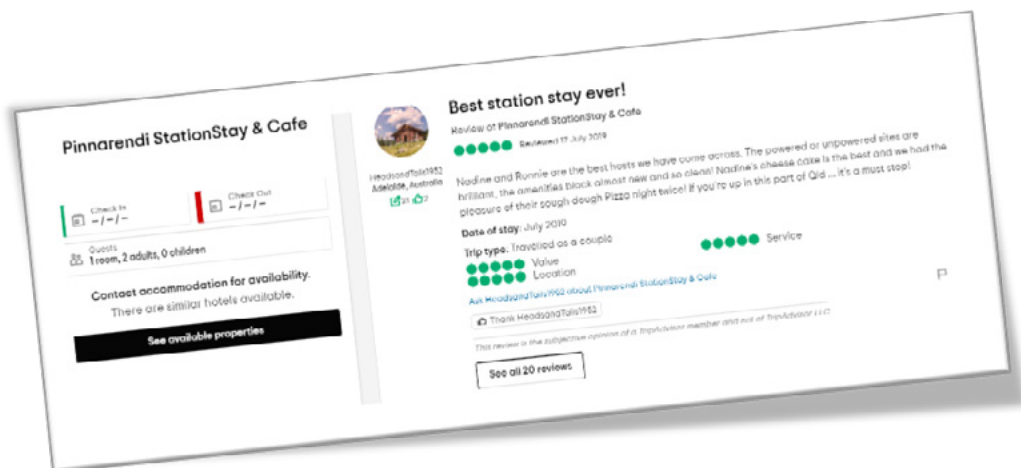 Pinnarendi StationStay & Cafe
Check In
–/–/–
Check Out
–/–/–
Guests
1 room, 2 adults, 0 children
Contact accommodation for availability.
There are similar hotels available.
See available properties
HeadsandTails1952
Adelaide, Australia
31 2
Best station stay ever!
Review of Pinnarendi StationStay & Cafe
Reviewed 17 July 2019
Nadine and Ronnie are the best hosts we have come across. The powered or unpowered sites are
brilliant, the amenities block almost new and so clean! Nadine's cheese cake is the best and we had the
pleasure of their sough dough Pizza night twice! If you're up in this part of Qld ... it's a must stop!
Date of stay: July 2019
Trip type: Travelled as a couple
Value
Service
Location
Ask HeadsandTails1952 about Pinnarendi StationStay & Cafe
Thank HeadsandTails1952
This review is the subjective opinion of a TripAdvisor member and not of TripAdvisor LLC
See all 20 reviews